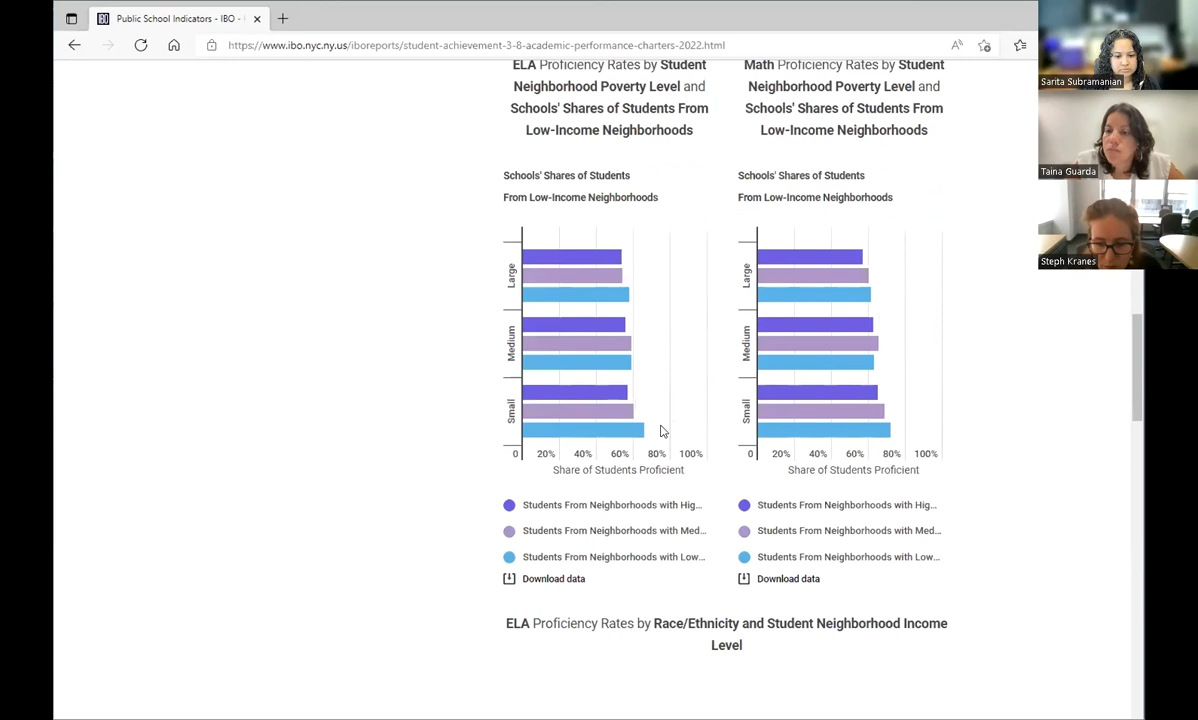 Public School Indicators - IBO -
https://www.ibo.nyc.ny.us/iboreports/student-achievement-3-8-academic-performance-charters-2022.html
Sarita Subramanian
Taina Guarda
Steph Kranes
ELA Proficiency Rates by Student
Neighborhood Poverty Level and
Schools' Shares of Students From
Low-Income Neighborhoods
Schools' Shares of Students
From Low-Income Neighborhoods
Large
Medium
Small
0 20% 40% 60% 80% 100%
Share of Students Proficient
Students From Neighborhoods with Hig...
Students From Neighborhoods with Med...
Students From Neighborhoods with Low...
Download data
Math Proficiency Rates by Student
Neighborhood Poverty Level and
Schools' Shares of Students From
Low-Income Neighborhoods
Schools' Shares of Students
From Low-Income Neighborhoods
Large
Medium
Small
0 20% 40% 60% 80% 100%
Share of Students Proficient
Students From Neighborhoods with Hig...
Students From Neighborhoods with Med...
Students From Neighborhoods with Low...
Download data
ELA Proficiency Rates by Race/Ethnicity and Student Neighborhood Income
Level